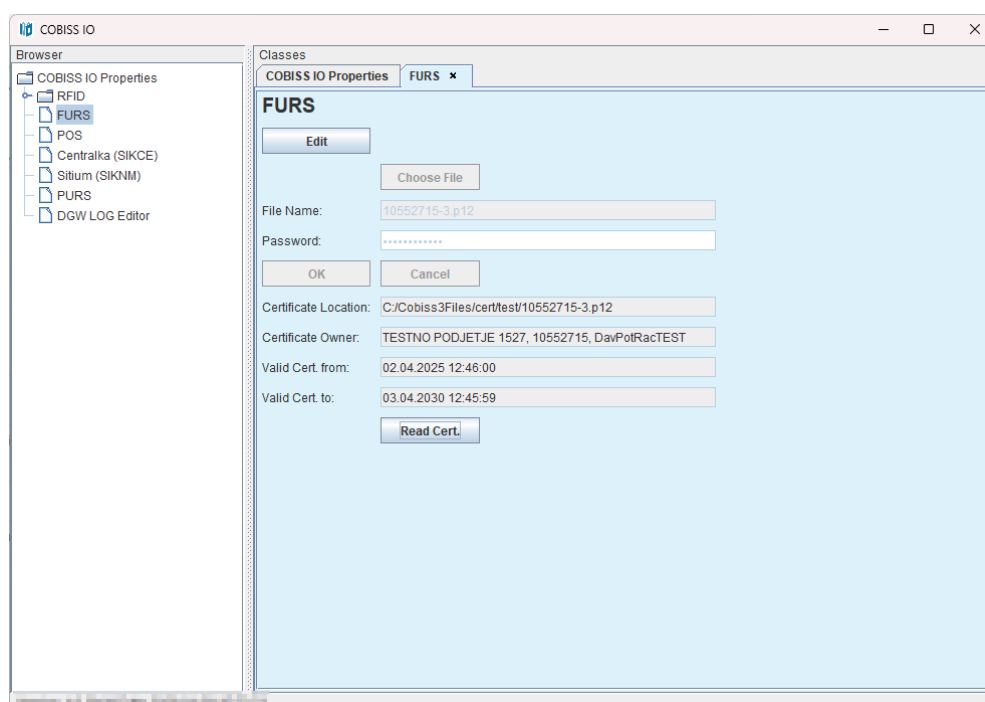 COBISS IO
Browser
COBISS IO Properties
RFID
FURS
POS
Centralka (SIKCE)
Sitium (SIKNM)
PURS
DGW LOG Editor
Classes
COBISS IO Properties FURS ×
FURS
Edit
Choose File
File Name: 10552715-3.p12
Password: ••••••••••••
OK Cancel
Certificate Location: C:/Cobiss3Files/cert/test/10552715-3.p12
Certificate Owner: TESTNO PODJETJE 1527, 10552715, DavPotRacTEST
Valid Cert. from: 02.04.2025 12:46:00
Valid Cert. to: 03.04.2030 12:45:59
Read Cert.